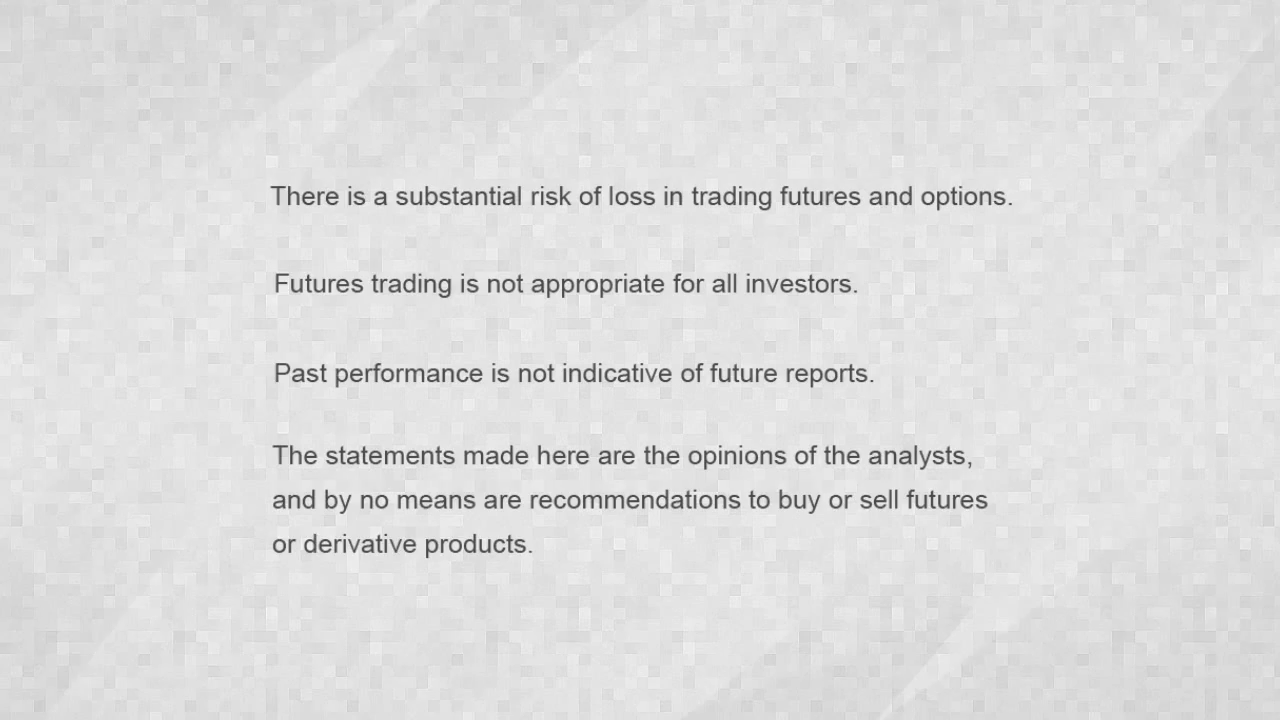 There is a substantial risk of loss in trading futures and options.
Futures trading is not appropriate for all investors.
Past performance is not indicative of future reports.
The statements made here are the opinions of the analysts,
and by no means are recommendations to buy or sell futures
or derivative products.